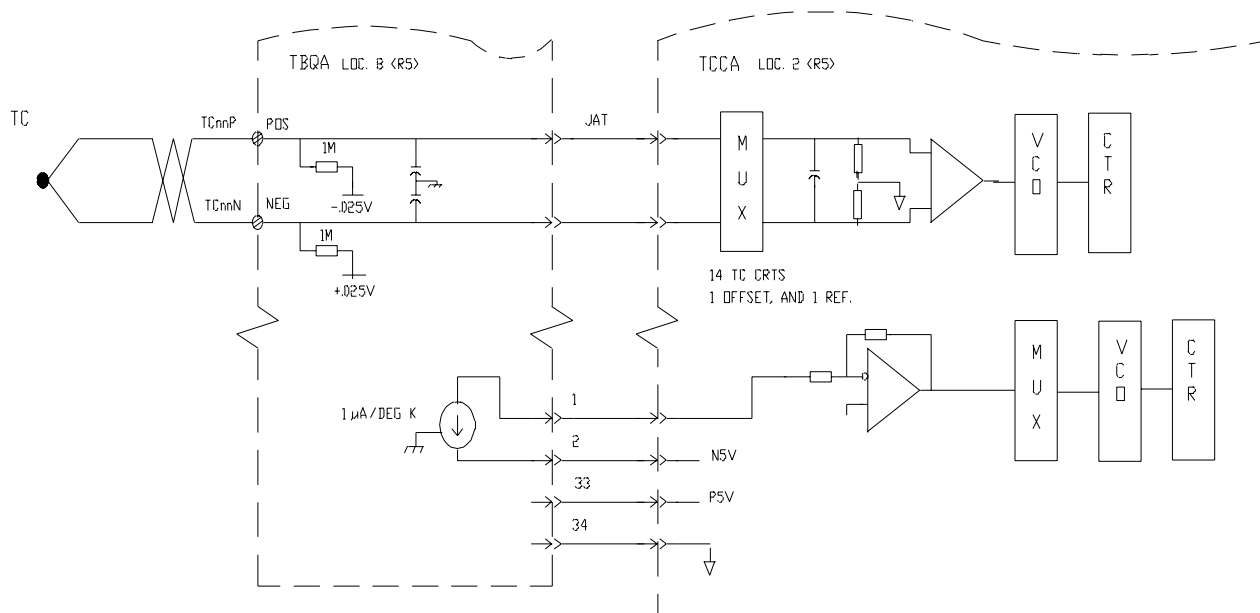 TBQA LOC. B <R5>
TCCA LOC. 2 <R5>
TC
TCnnP
POS
JAT
1M
-.025V
TCnnN
NEG
1M
+.025V
M U X
V C O
C T R
14 TC CRTS
1 OFFSET, AND 1 REF.
1 µA/DEG K
1
2
N5V
33
P5V
34
M U X
V C O
C T R